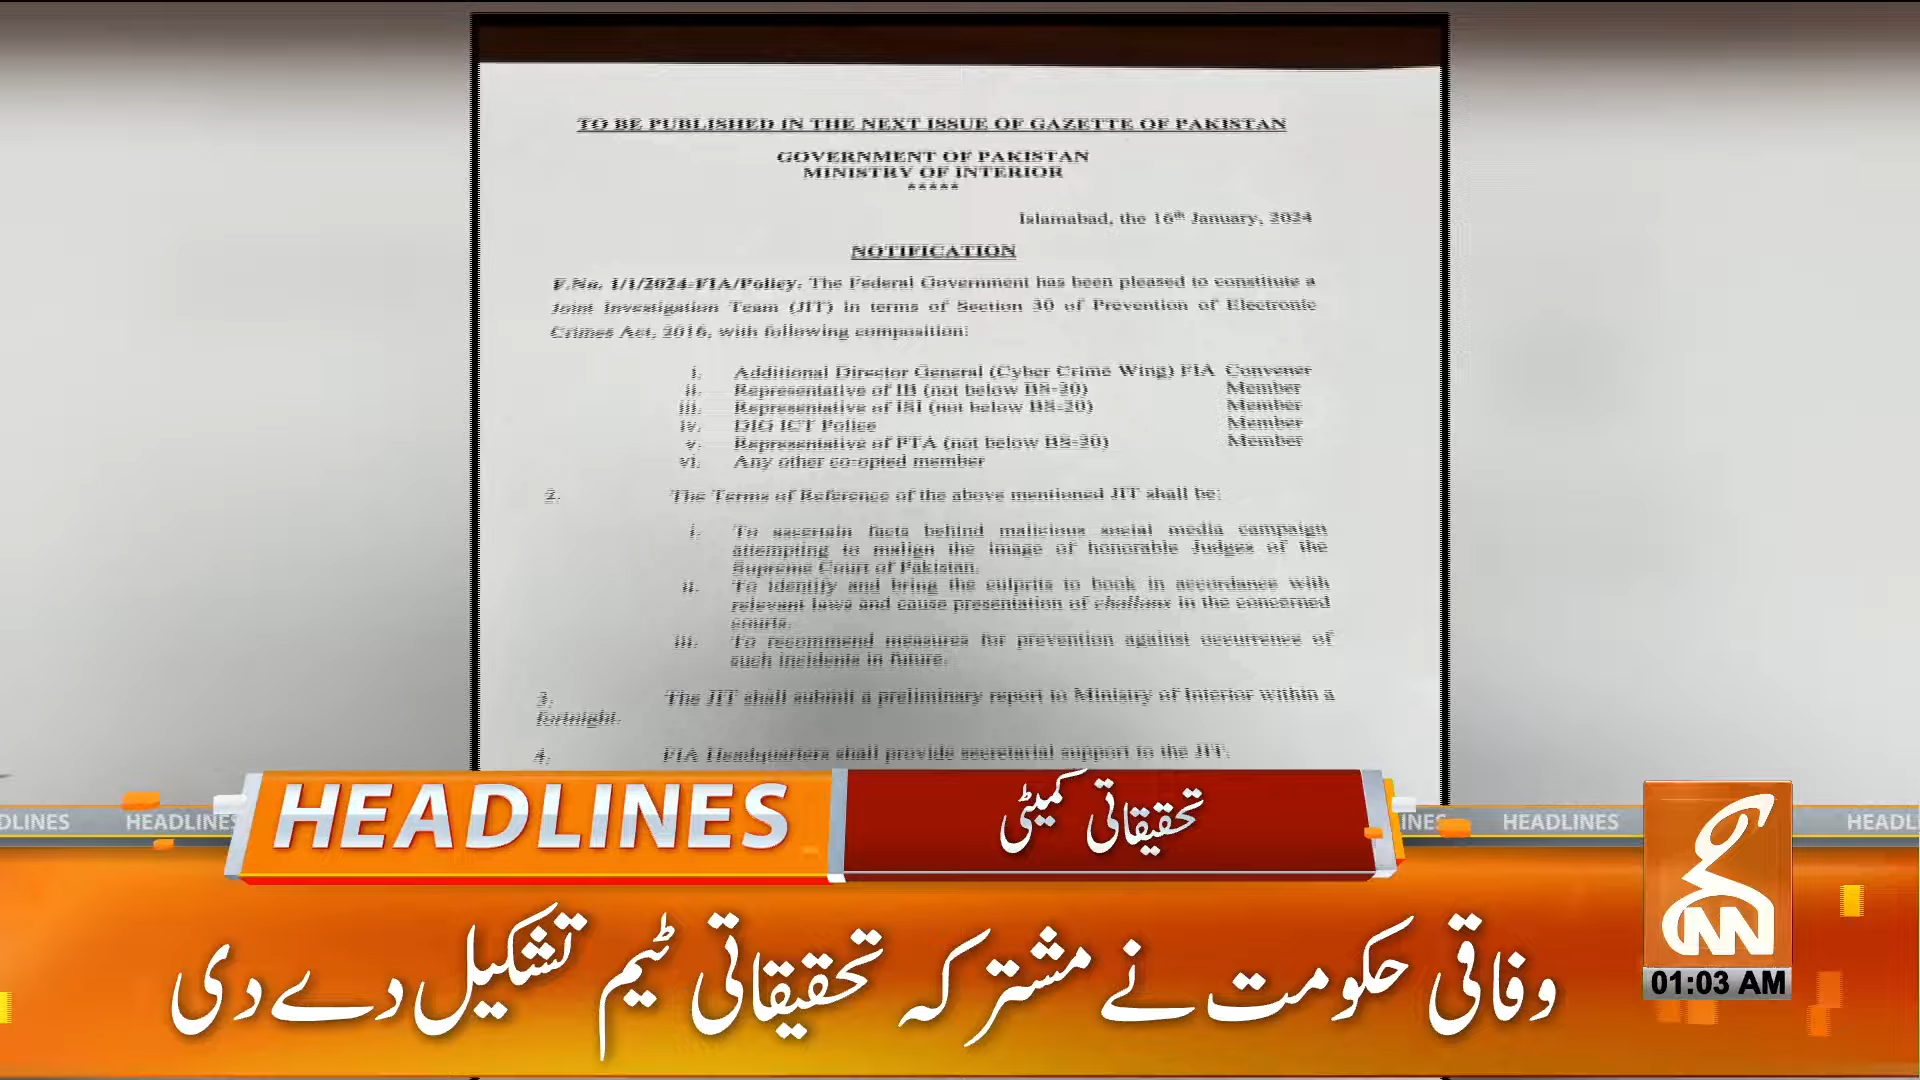 TO BE PUBLISHED IN THE NEXT ISSUE OF GAZETTE OF PAKISTAN
GOVERNMENT OF PAKISTAN
MINISTRY OF INTERIOR
*****
Islamabad, the 16th January, 2024
NOTIFICATION
F.No. 1/1/2024-FIA/Policy. The Federal Government has been pleased to constitute a
Joint Investigation Team (JIT) in terms of Section 30 of Prevention of Electronic
Crimes Act, 2016, with following composition:
i. Additional Director General (Cyber Crime Wing) FIA Convener
ii. Representative of IB (not below BS-20) Member
iii. Representative of ISI (not below BS-20) Member
iv. DIG ICT Police Member
v. Representative of PTA (not below BS-20) Member
vi. Any other co-opted member
2. The Terms of Reference of the above mentioned JIT shall be:
i. To ascertain facts behind malicious social media campaign
attempting to malign the image of honorable Judges of the
Supreme Court of Pakistan.
ii. To identify and bring the culprits to book in accordance with
relevant laws and cause presentation of challans in the concerned
courts.
iii. To recommend measures for prevention against occurrence of
such incidents in future.
3. The JIT shall submit a preliminary report to Ministry of Interior within a
fortnight.
4. FIA Headquarters shall provide secretarial support to the JIT.
HEADLINES
تحقیقاتی کمیٹی
DLINES HEADLINES INES HEADLINES HEADL
GNN
01:03 AM
وفاقی حکومت نے مشترکہ تحقیقاتی ٹیم تشکیل دے دی